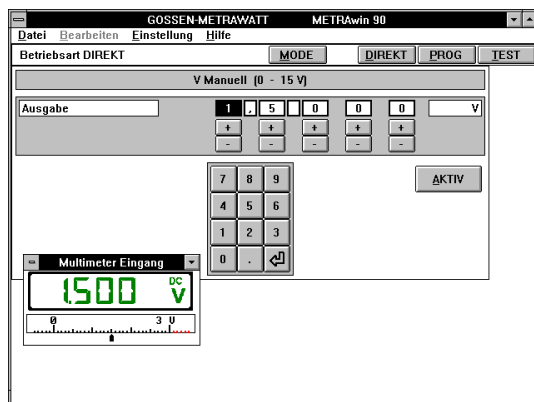 GOSSEN-METRAWATT METRAwin 90
Datei Bearbeiten Einstellung Hilfe
Betriebsart DIREKT MODE DIREKT PROG TEST
V Manuell (0 - 15 V)
Ausgabe 1 , 5 0 0 0 V
+ + + + +
- - - - -
7 8 9 AKTIV
4 5 6
1 2 3
0 .
Multimeter Eingang
1.500 DC V
0 3 V